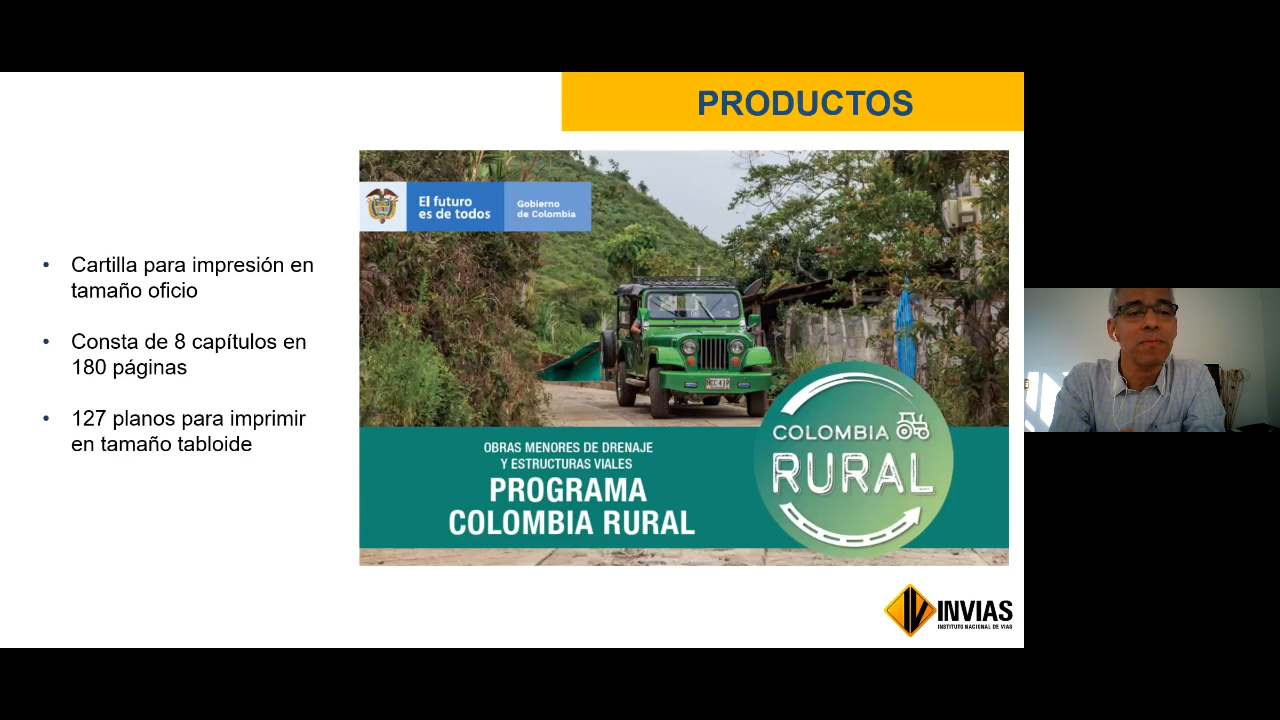 PRODUCTOS
El futuro
es de todos
Gobierno
de Colombia
• Cartilla para impresión en
tamaño oficio
• Consta de 8 capítulos en
180 páginas
• 127 planos para imprimir
en tamaño tabloide
OBRAS MENORES DE DRENAJE
Y ESTRUCTURAS VIALES
PROGRAMA
COLOMBIA RURAL
COLOMBIA
RURAL
INVIAS
INSTITUTO NACIONAL DE VIAS